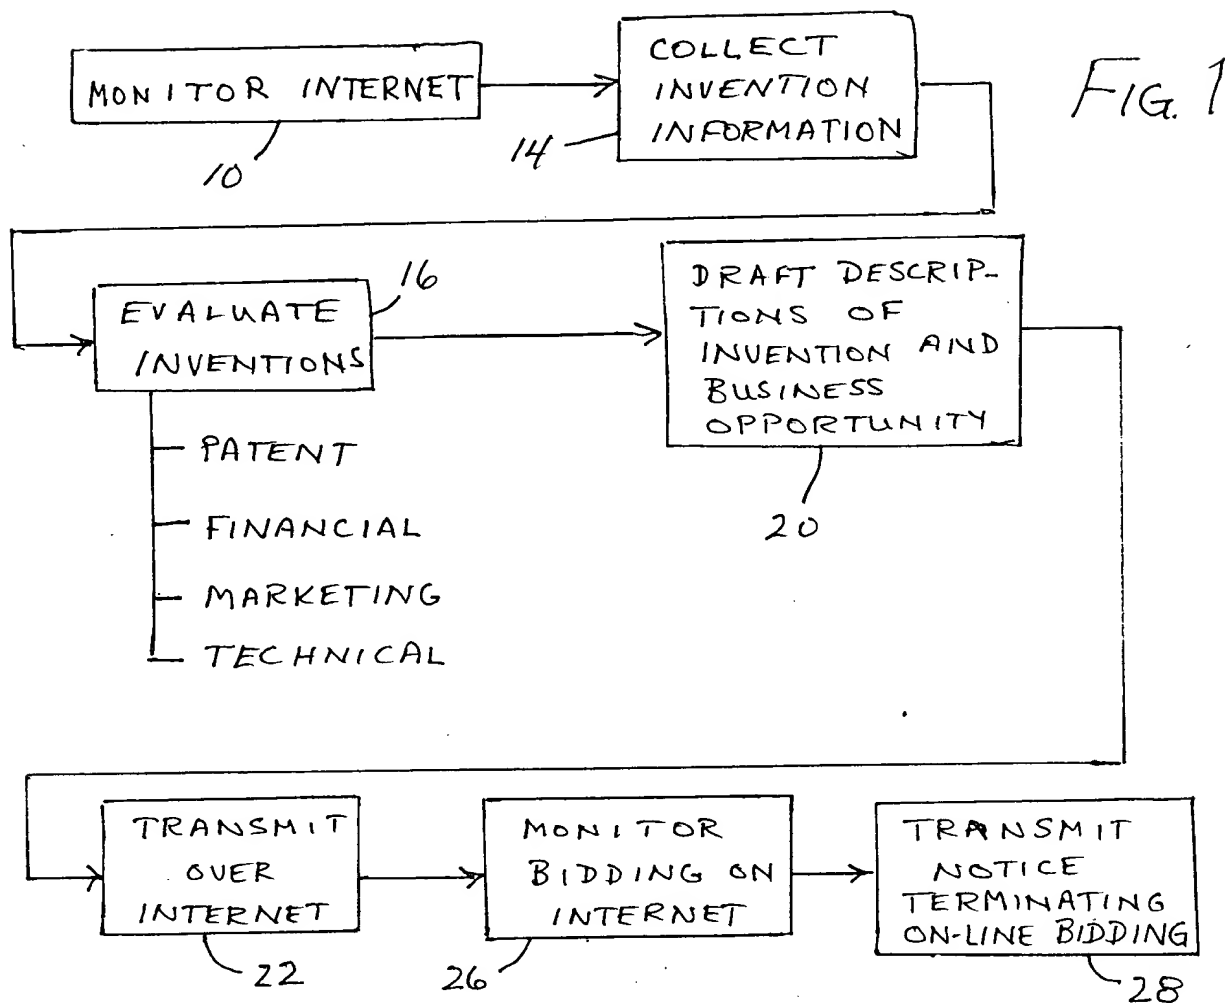 MONITOR INTERNET
10
COLLECT
INVENTION
INFORMATION
14
FIG. 1
EVALUATE
INVENTIONS
16
PATENT
FINANCIAL
MARKETING
TECHNICAL
DRAFT DESCRIP-
TIONS OF
INVENTION AND
BUSINESS
OPPORTUNITY
20
TRANSMIT
OVER
INTERNET
22
MONITOR
BIDDING ON
INTERNET
26
TRANSMIT
NOTICE
TERMINATING
ON-LINE BIDDING
28